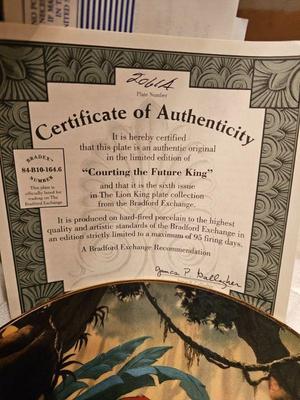 2066A
Plate Number
Certificate of Authenticity
It is hereby certified
that this plate is an authentic original
in the limited edition of
"Courting the Future King"
and that it is the sixth issue
in The Lion King plate collection
from the Bradford Exchange.
BRADEX®
84-B10-164.6
NUMBER
This plate is
officially listed for
trading on The
Bradford Exchange.
It is produced on hard-fired porcelain to the highest
quality and artistic standards of the Bradford Exchange in
an edition strictly limited to a maximum of 95 firing days.
A Bradford Exchange Recommendation